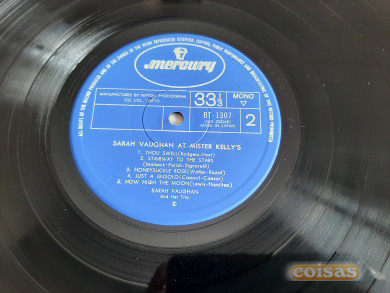 mercury
MANUFACTURED BY NIPPON PHONOGRAM
CO. LTD., TOKYO
33 1/3
MONO
BT-1307
MADE IN JAPAN
2
SARAH VAUGHAN AT MISTER KELLY'S
1. THOU SWELL (Rodgers-Hart)
2. STAIRWAY TO THE STARS
(Malneck-Parish-Signorelli)
3. HONEYSUCKLE ROSE (Waller-Razaf)
4. JUST A GIGOLO (Casucci-Caesar)
5. HOW HIGH THE MOON (Lewis-Hamilton)
SARAH VAUGHAN
And Her Trio
coisas